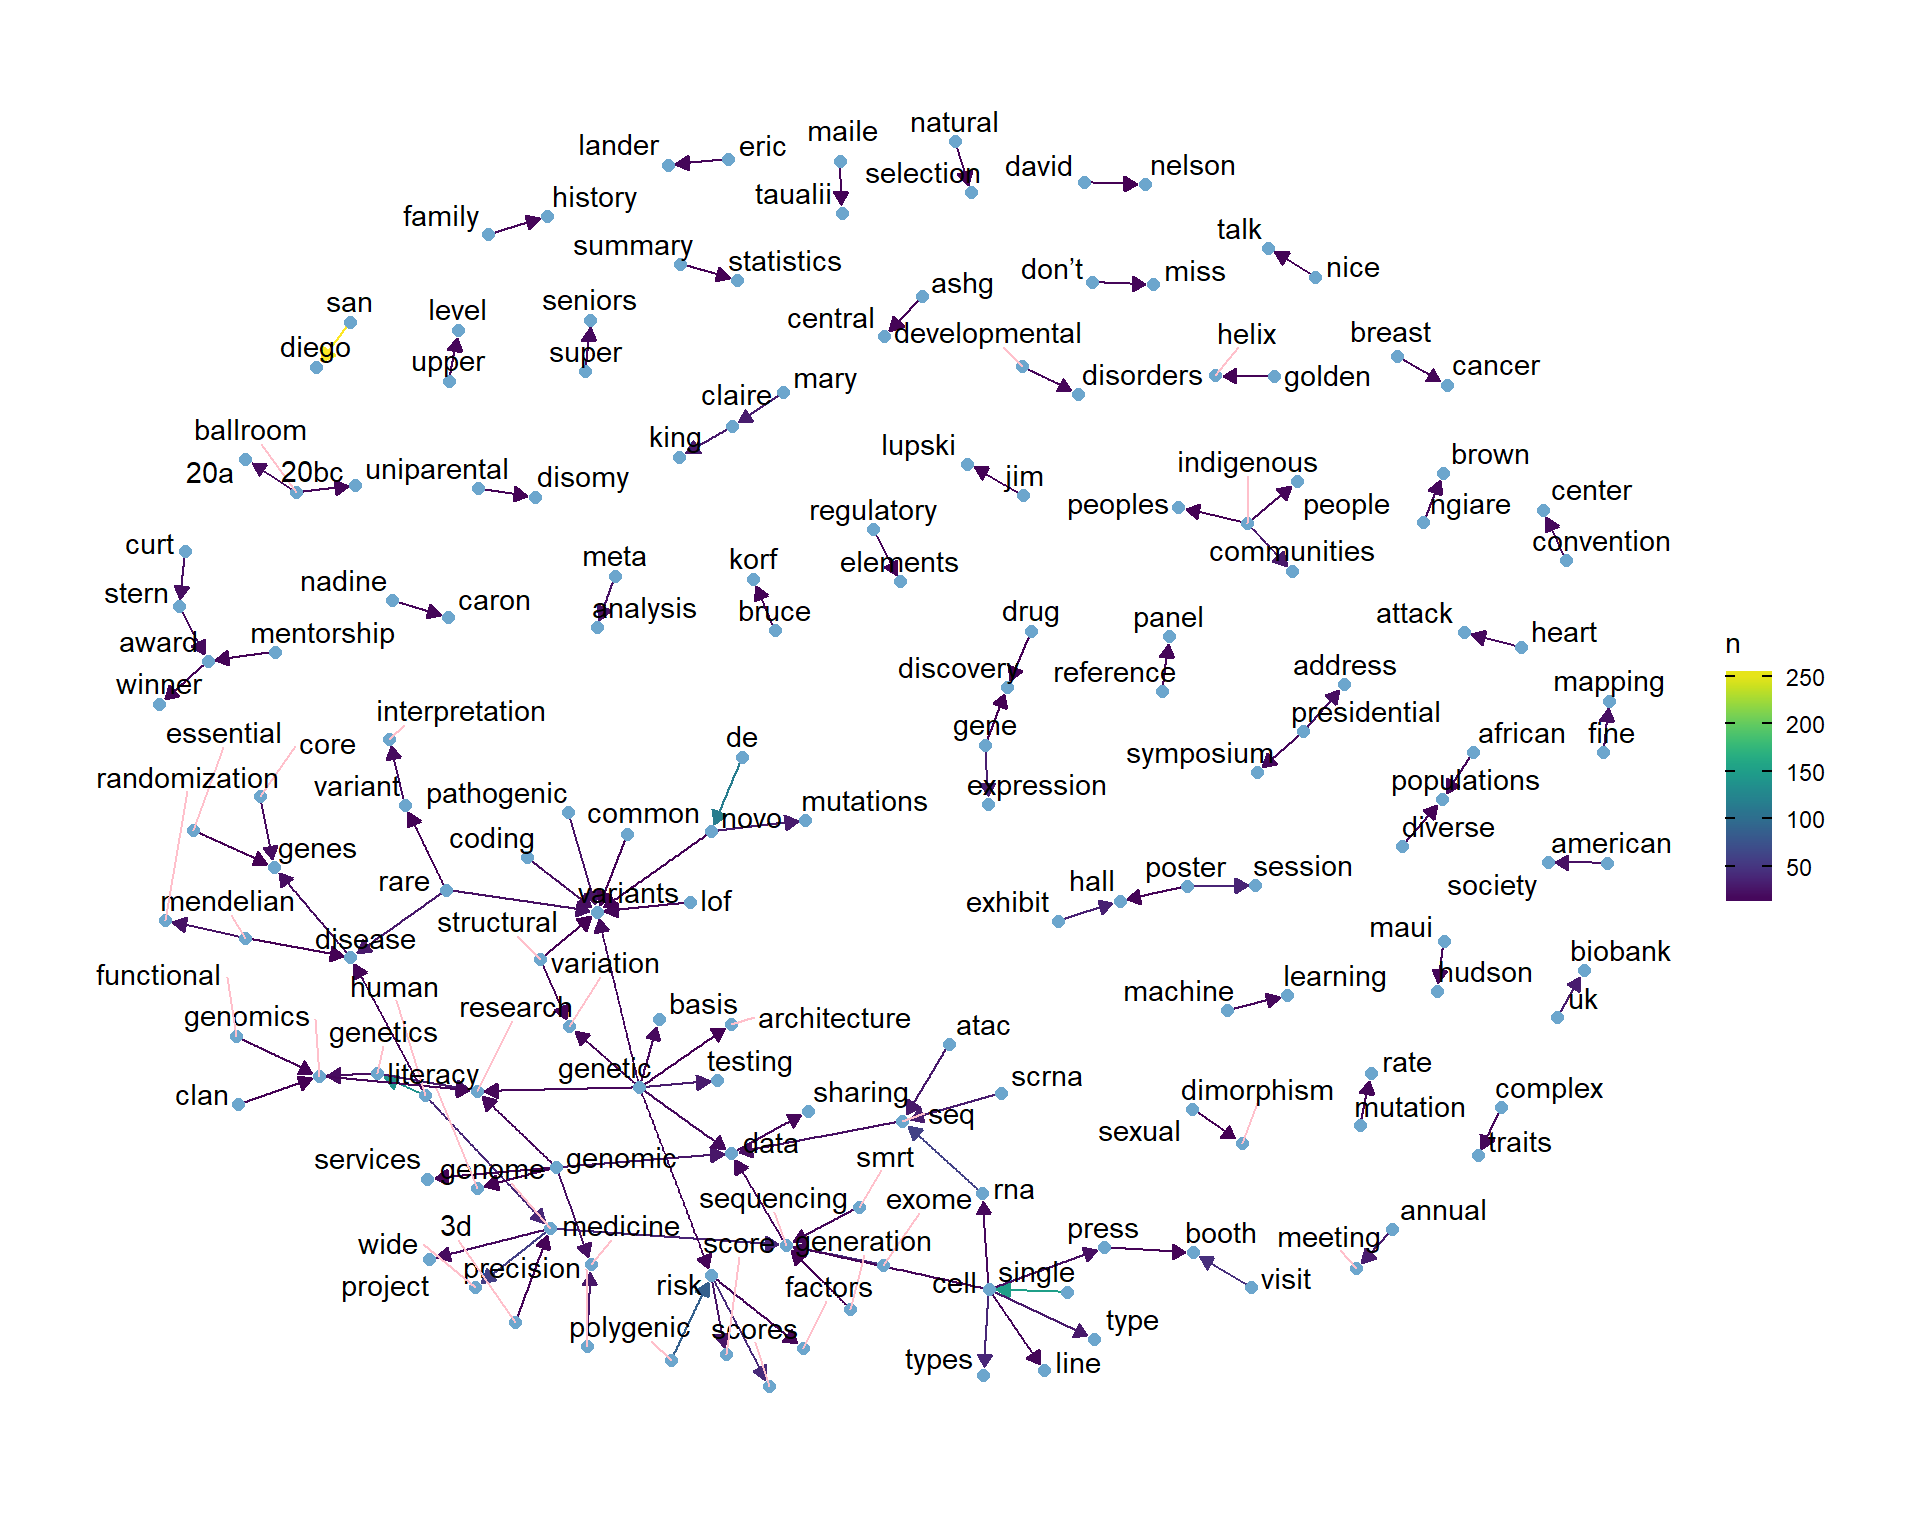 natural
maile
lander
eric
selection
david
nelson
taualii
history
family
talk
summary
statistics
don’t
miss
nice
ashg
san
level
seniors
central
developmental
helix
breast
diego
upper
super
disorders
golden
cancer
mary
claire
ballroom
king
lupski
indigenous
brown
20a
20bc
uniparental
disomy
jim
peoples
people
ngiare
center
regulatory
communities
convention
curt
meta
korf
elements
nadine
stern
caron
analysis
bruce
drug
panel
attack
heart
award
mentorship
discovery
reference
address
n
winner
mapping
250
interpretation
presidential
essential
core
de
gene
symposium
african
fine
200
randomization
variant
pathogenic
common
novo
mutations
expression
populations
150
coding
diverse
100
genes
american
rare
variants
lof
hall
poster
session
50
mendelian
structural
exhibit
society
disease
maui
functional
variation
biobank
human
machine
learning
hudson
genomics
genetics
research
basis
architecture
atac
uk
literacy
genetic
testing
rate
clan
sharing
scrna
dimorphism
complex
seq
mutation
sexual
data
traits
services
genome
genomic
smrt
sequencing
exome
rna
annual
3d
medicine
press
booth
meeting
wide
score
generation
precision
risk
factors
cell
single
visit
project
polygenic
scores
type
types
line